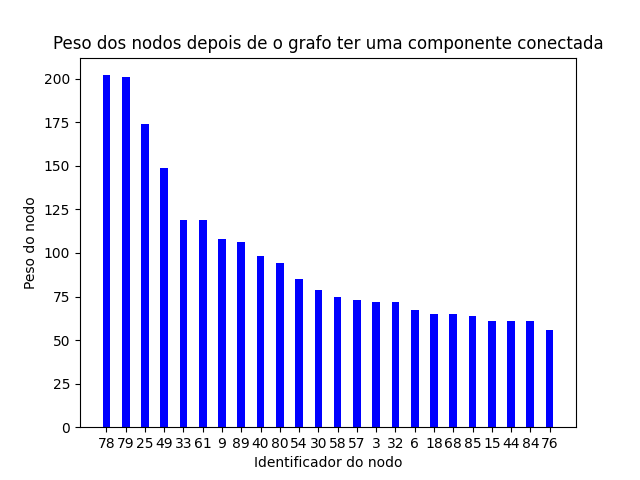 Peso dos nodos depois de o grafo ter uma componente conectada
200
175
150
125
100
75
50
25
0
Peso do nodo
78 79 25 49 33 61 9 89 40 80 54 30 58 57 3 32 6 18 68 85 15 44 84 76
Identificador do nodo